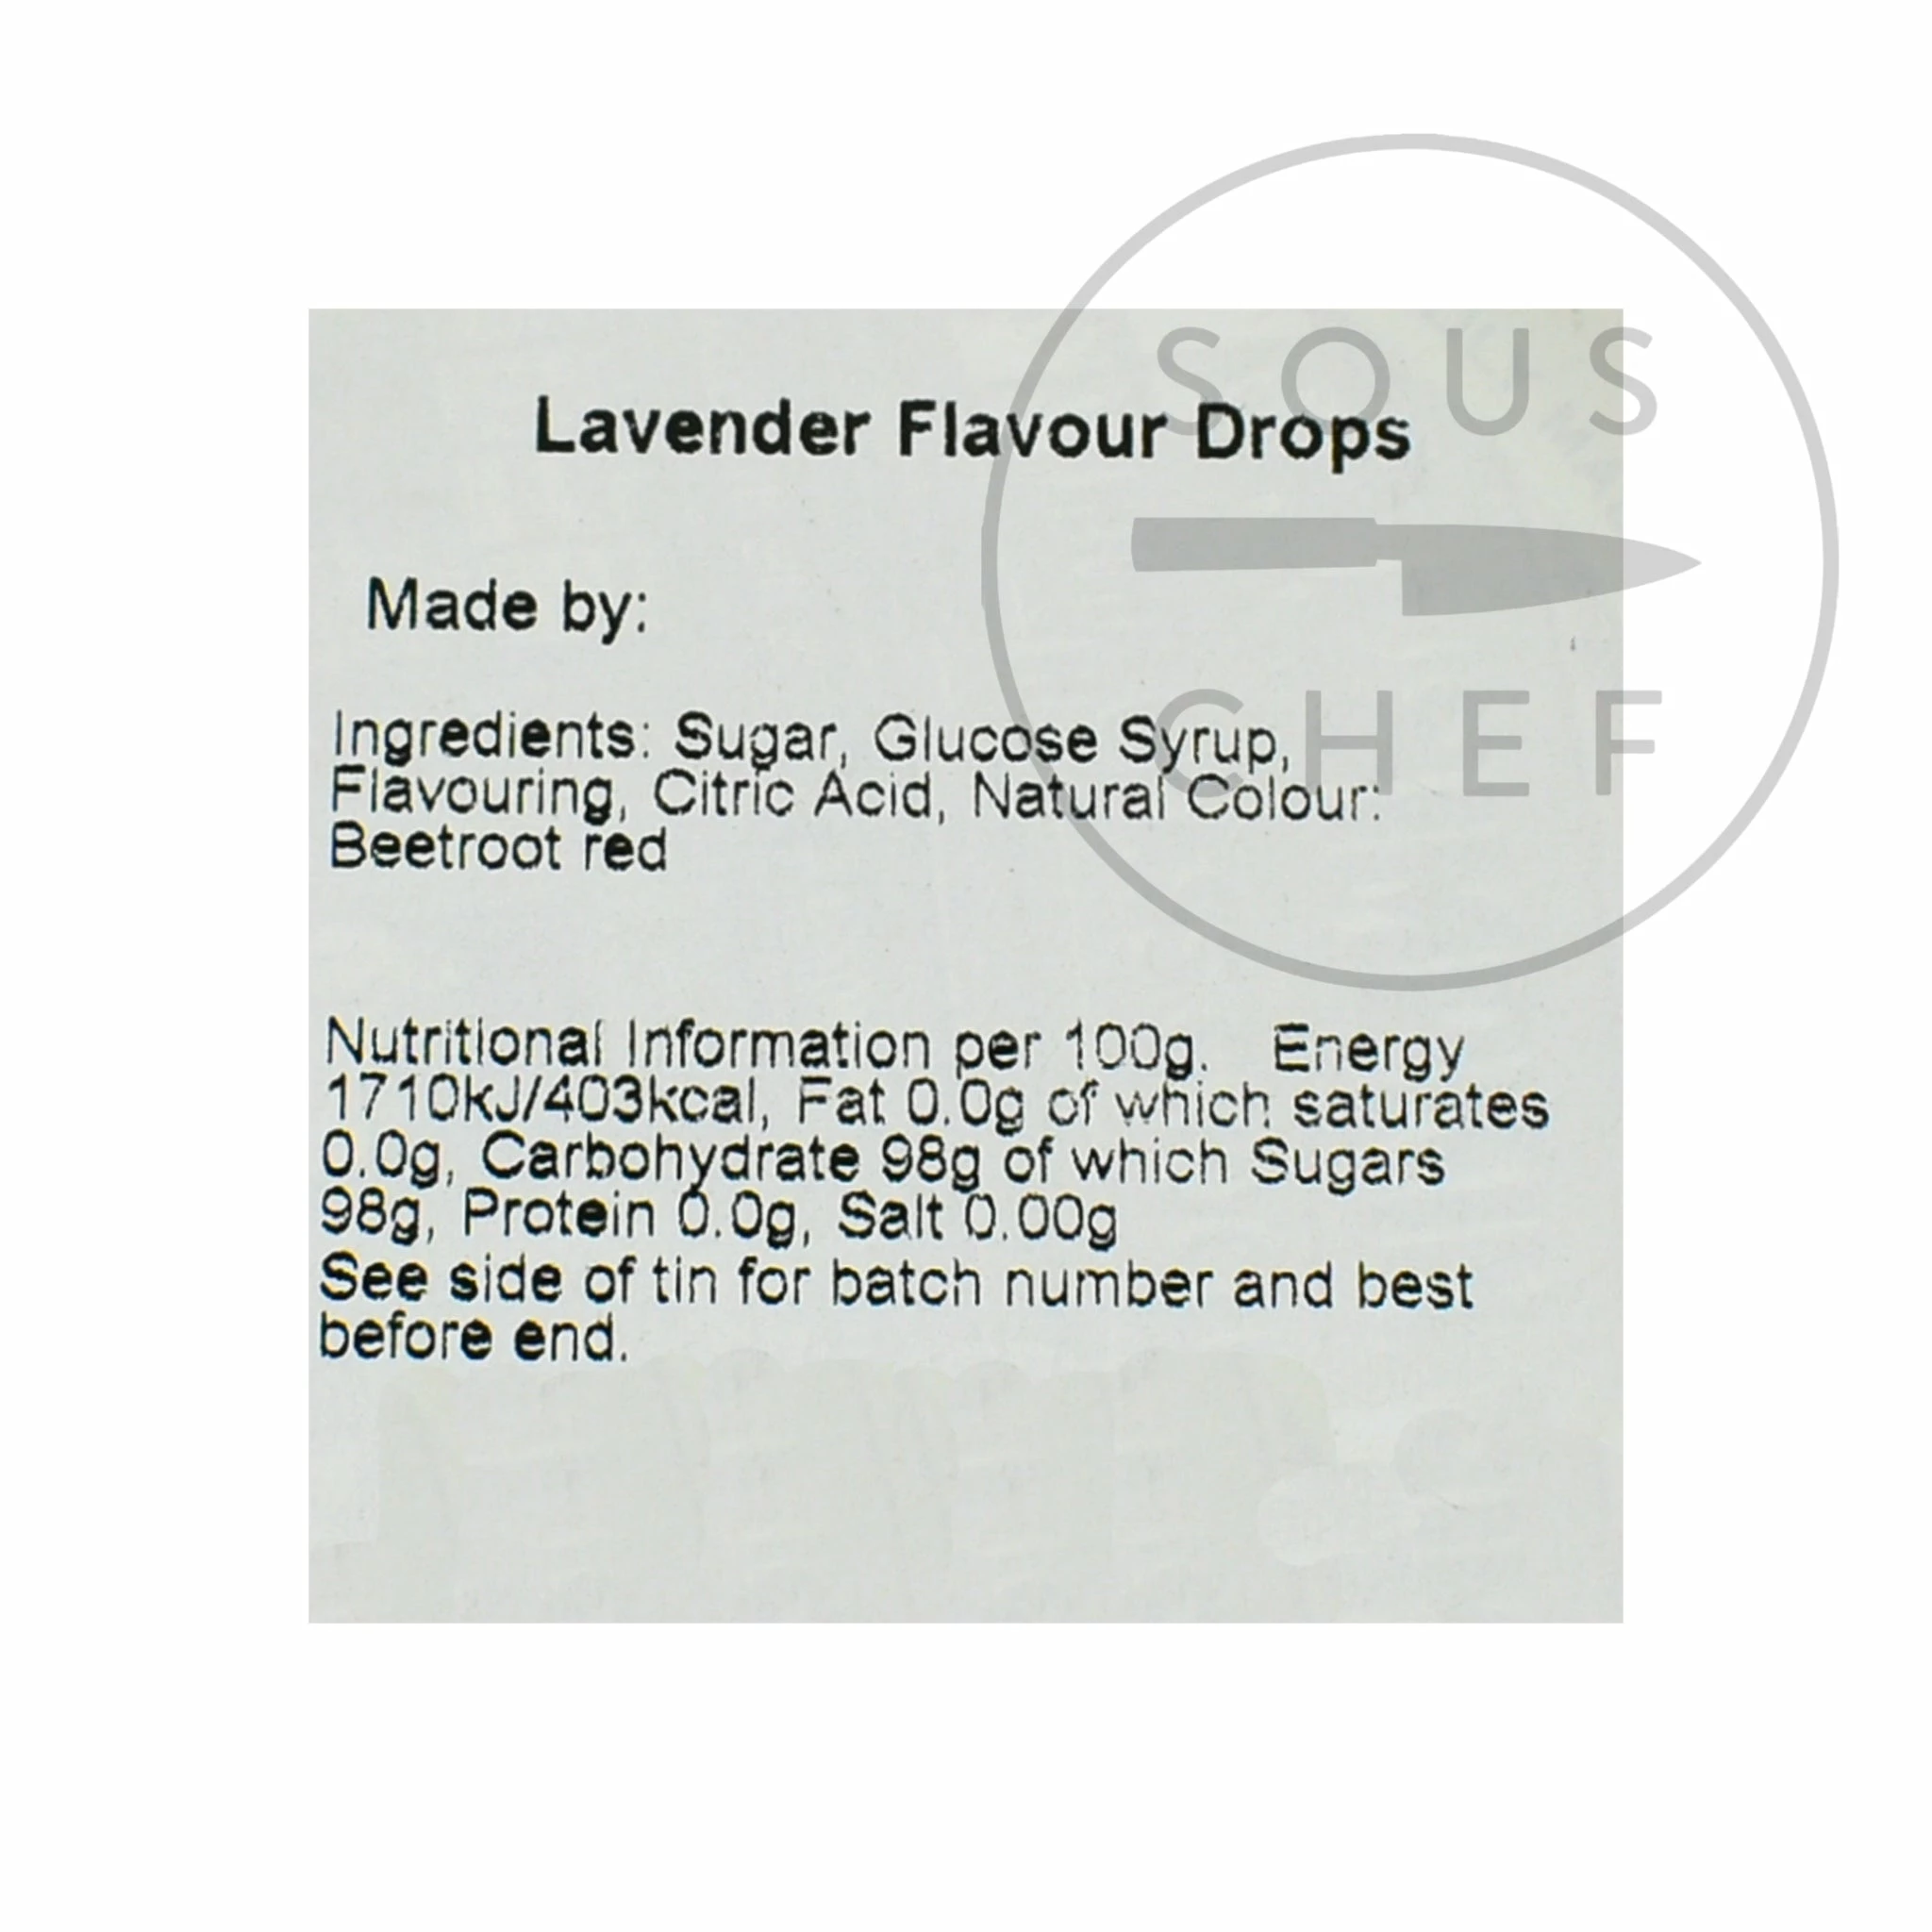 SOUS
Lavender Flavour Drops
Made by:
CHEF
Ingredients: Sugar, Glucose Syrup,
Flavouring, Citric Acid, Natural Colour:
Beetroot red
Nutritional Information per 100g. Energy
1710kJ/403kcal, Fat 0.0g of which saturates
0.0g, Carbohydrate 98g of which Sugars
98g, Protein 0.0g, Salt 0.00g
See side of tin for batch number and best
before end.